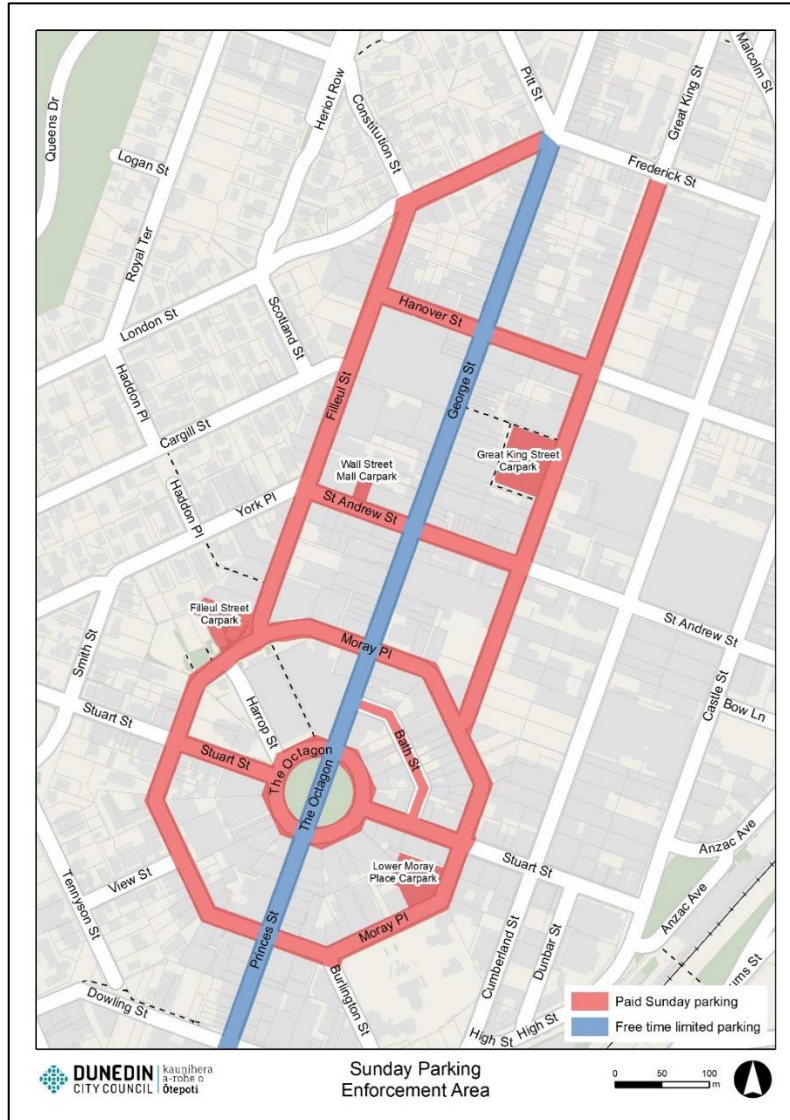 Queens Dr
Heriot Row
Constitution St
Pitt St
Great King St
Malcolm St
Logan St
Royal Ter
Frederick St
Hanover St
London St
Scotland St
Haddon Pl
Filleul St
George St
Cargill St
Wall Street
Mall Carpark
Great King Street
Carpark
Haddon Pl
York Pl
St Andrew St
Filleul Street
Carpark
St Andrew St
Smith St
Moray Pl
Castle St
Bow Ln
Harrop St
Stuart St
Stuart St
The Octagon
The Octagon
Bath St
Stuart St
Anzac Ave
Anzac Ave
Lower Moray
Place Carpark
View St
Tennyson St
Princes St
Moray Pl
Cumberland St
Dunbar St
Burlington St
Dowling St
High St
High St
Paid Sunday parking
Free time limited parking
DUNEDIN
CITY COUNCIL
kaunihera
a-rohe o
Ōtepoti
Sunday Parking
Enforcement Area
0 50 100
m